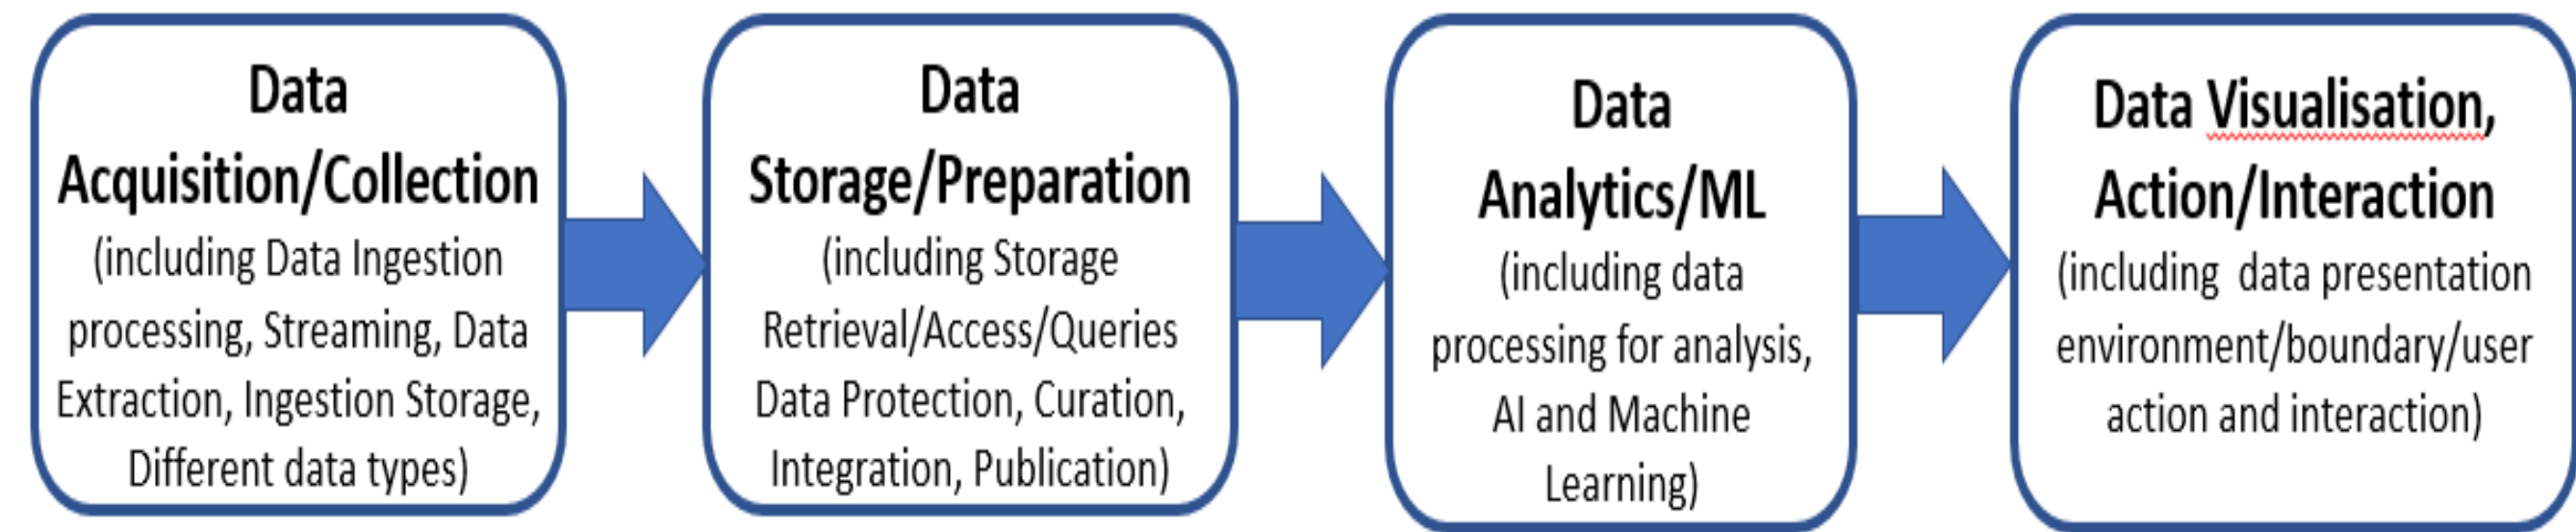 Data
Acquisition/Collection
(including Data Ingestion
processing, Streaming, Data
Extraction, Ingestion Storage,
Different data types)
Data
Storage/Preparation
(including Storage
Retrieval/Access/Queries
Data Protection, Curation,
Integration, Publication)
Data
Analytics/ML
(including data
processing for analysis,
AI and Machine
Learning)
Data Visualisation,
Action/Interaction
(including  data presentation
environment/boundary/user
action and interaction)